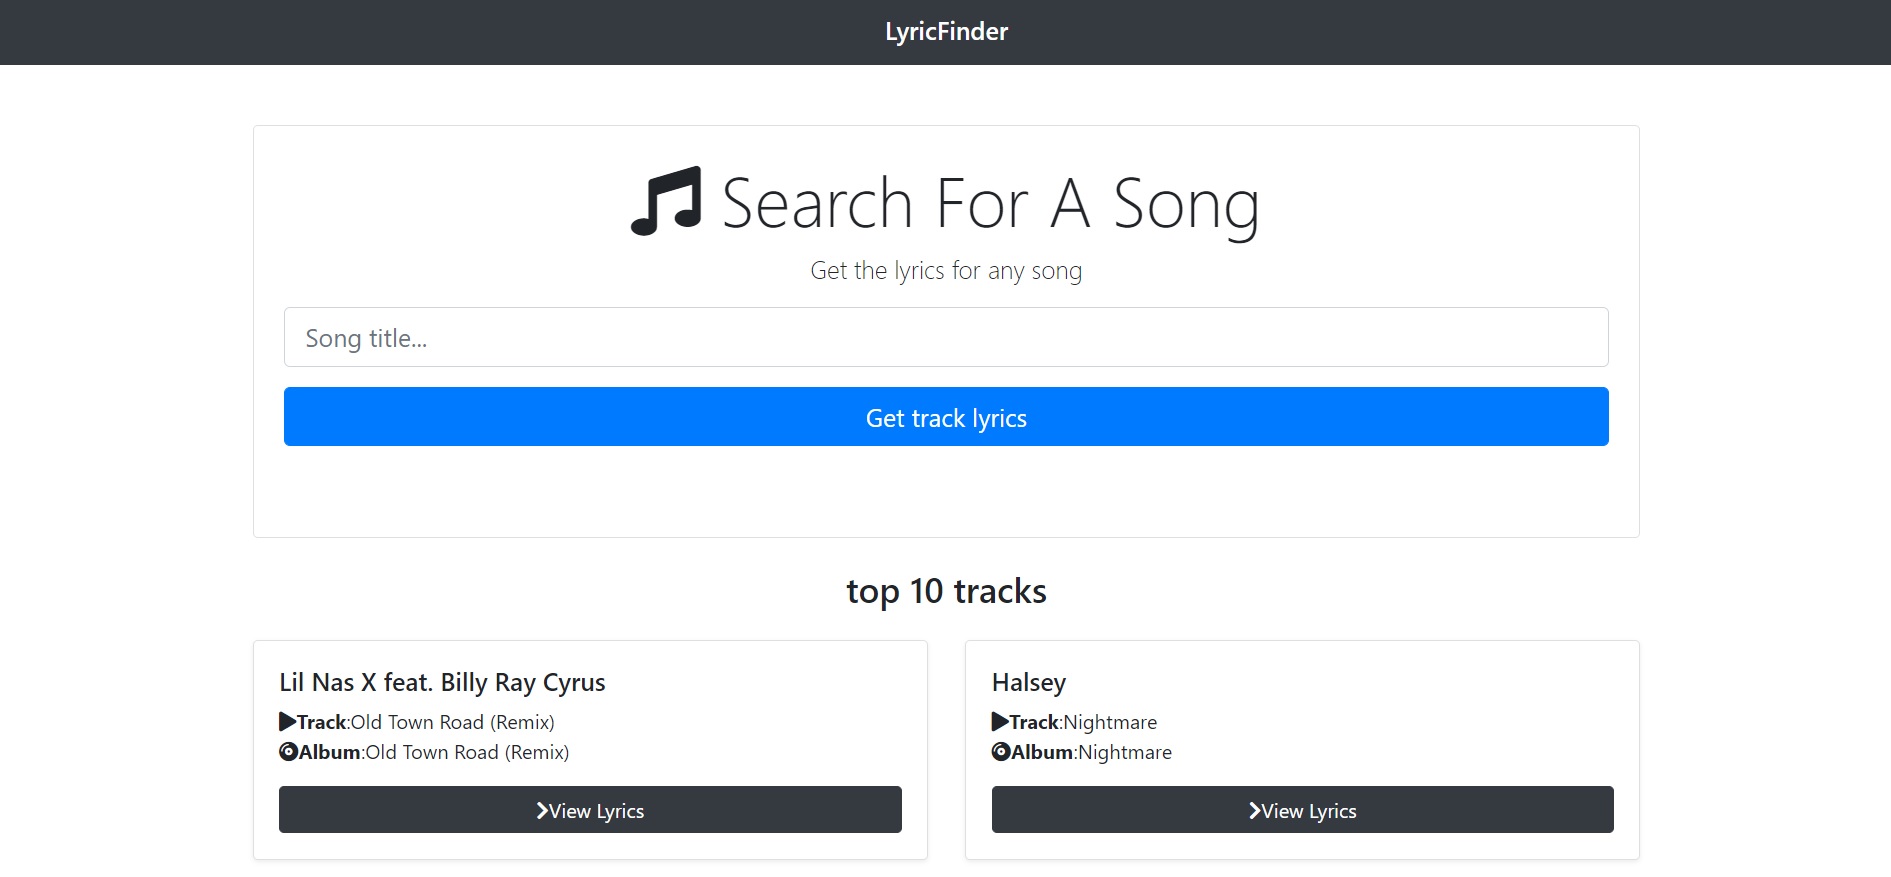 LyricFinder
Search For A Song
Get the lyrics for any song
Song title...
Get track lyrics
top 10 tracks
Lil Nas X feat. Billy Ray Cyrus
Track:Old Town Road (Remix)
Album:Old Town Road (Remix)
View Lyrics
Halsey
Track:Nightmare
Album:Nightmare
View Lyrics